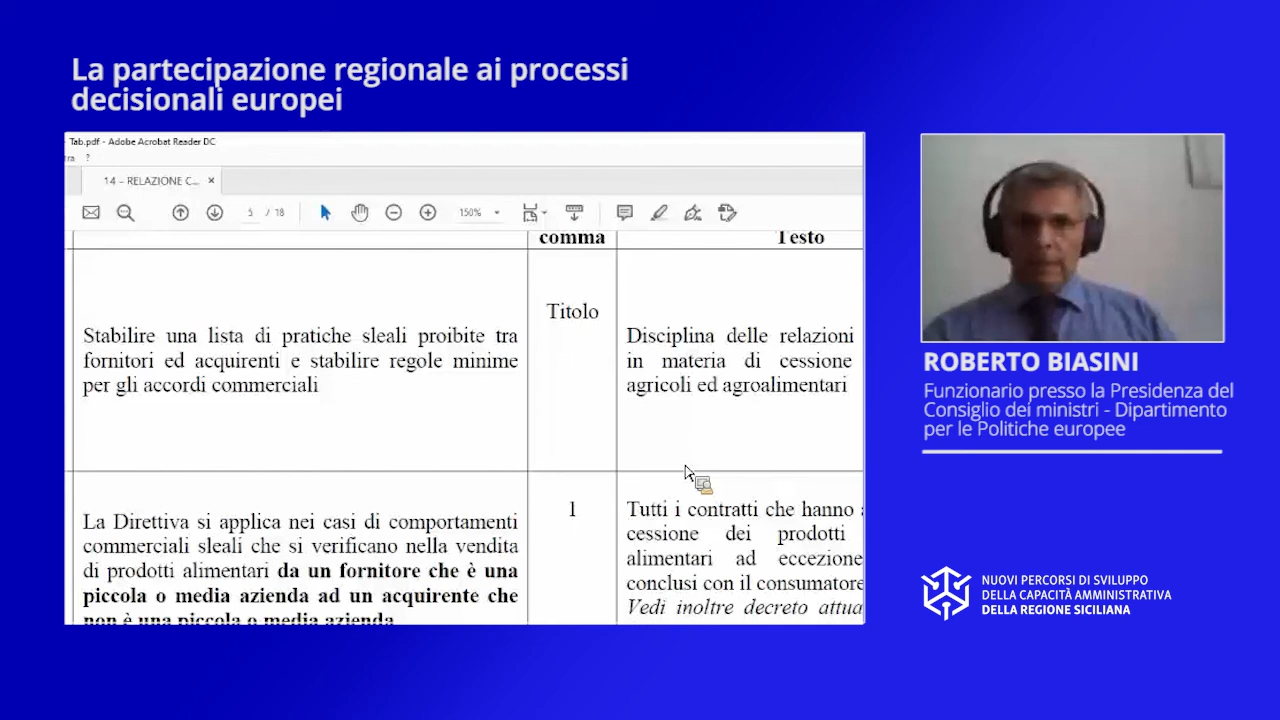 La partecipazione regionale ai processi
decisionali europei
Tab.pdf - Adobe Acrobat Reader DC
?
14 – RELAZIONE C...
5 / 18
150%
comma
Testo
Stabilire una lista di pratiche sleali proibite tra
fornitori ed acquirenti e stabilire regole minime
per gli accordi commerciali
Titolo
Disciplina delle relazioni
in materia di cessione
agricoli ed agroalimentari
La Direttiva si applica nei casi di comportamenti
commerciali sleali che si verificano nella vendita
di prodotti alimentari da un fornitore che è una
piccola o media azienda ad un acquirente che
non è una piccola o media azienda
1
Tutti i contratti che hanno
cessione dei prodotti
alimentari ad eccezione
conclusi con il consumatore
Vedi inoltre decreto attua
ROBERTO BIASINI
Funzionario presso la Presidenza del
Consiglio dei ministri - Dipartimento
per le Politiche europee
NUOVI PERCORSI DI SVILUPPO
DELLA CAPACITÀ AMMINISTRATIVA
DELLA REGIONE SICILIANA